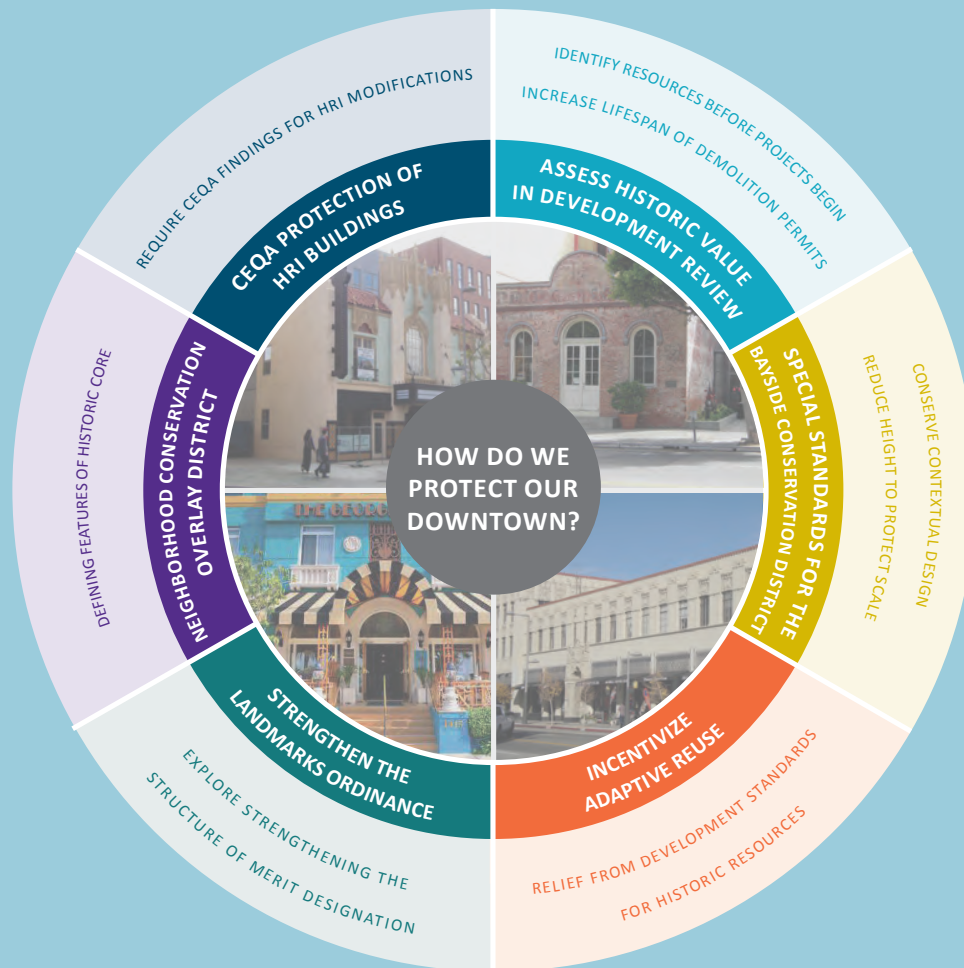 HOW DO WE
PROTECT OUR
DOWNTOWN?
ASSESS HISTORIC VALUE
IN DEVELOPMENT REVIEW
IDENTIFY RESOURCES BEFORE PROJECTS BEGIN
INCREASE LIFESPAN OF DEMOLITION PERMITS
SPECIAL STANDARDS FOR THE
BAYSIDE CONSERVATION DISTRICT
CONSERVE CONTEXTUAL DESIGN
REDUCE HEIGHT TO PROTECT SCALE
INCENTIVIZE
ADAPTIVE REUSE
RELIEF FROM DEVELOPMENT STANDARDS
FOR HISTORIC RESOURCES
STRENGTHEN THE
LANDMARKS ORDINANCE
EXPLORE STRENGTHENING THE
STRUCTURE OF MERIT DESIGNATION
NEIGHBORHOOD CONSERVATION
OVERLAY DISTRICT
DEFINING FEATURES OF HISTORIC CORE
CEQA PROTECTION OF
HRI BUILDINGS
REQUIRE CEQA FINDINGS FOR HRI MODIFICATIONS